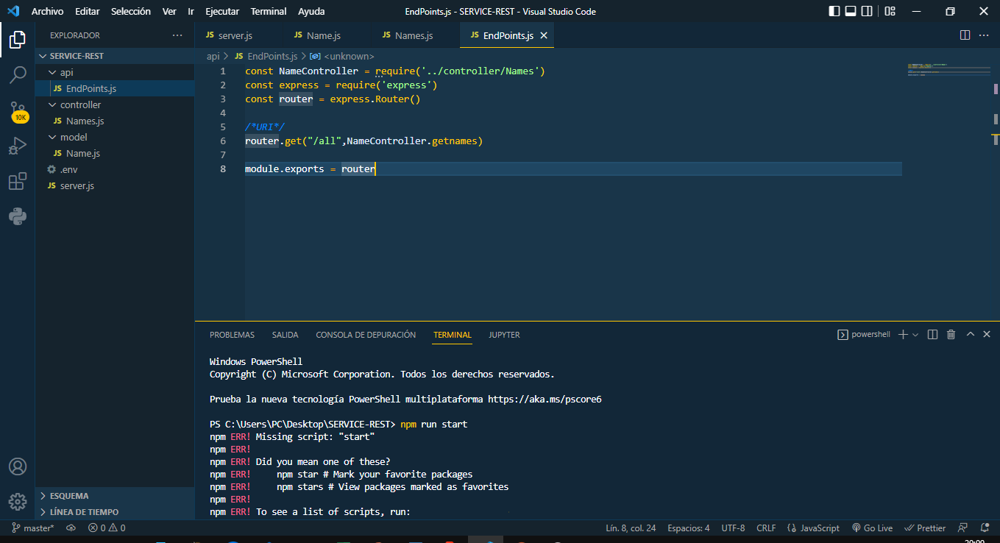 Archivo Editar Selección Ver Ir Ejecutar Terminal Ayuda EndPoints.js - SERVICE-REST - Visual Studio Code
EXPLORADOR ...
SERVICE-REST
api
JS EndPoints.js
controller
JS Names.js
model
JS Name.js
.env
JS server.js
10K
ESQUEMA
LÍNEA DE TIEMPO
JS server.js JS Name.js JS Names.js JS EndPoints.js
api > JS EndPoints.js > <unknown>
1 const NameController = require('../controller/Names')
2 const express = require('express')
3 const router = express.Router()
4
5 /*URI*/
6 router.get("/all",NameController.getnames)
7
8 module.exports = router
PROBLEMAS SALIDA CONSOLA DE DEPURACIÓN TERMINAL JUPYTER powershell
Windows PowerShell
Copyright (C) Microsoft Corporation. Todos los derechos reservados.
Prueba la nueva tecnología PowerShell multiplataforma https://aka.ms/pscore6
PS C:\Users\PC\Desktop\SERVICE-REST> npm run start
npm ERR! Missing script: "start"
npm ERR!
npm ERR! Did you mean one of these?
npm ERR!     npm star # Mark your favorite packages
npm ERR!     npm stars # View packages marked as favorites
npm ERR!
npm ERR! To see a list of scripts, run:
master* 0 0 Lín. 8, col. 24 Espacios: 4 UTF-8 CRLF JavaScript Go Live Prettier